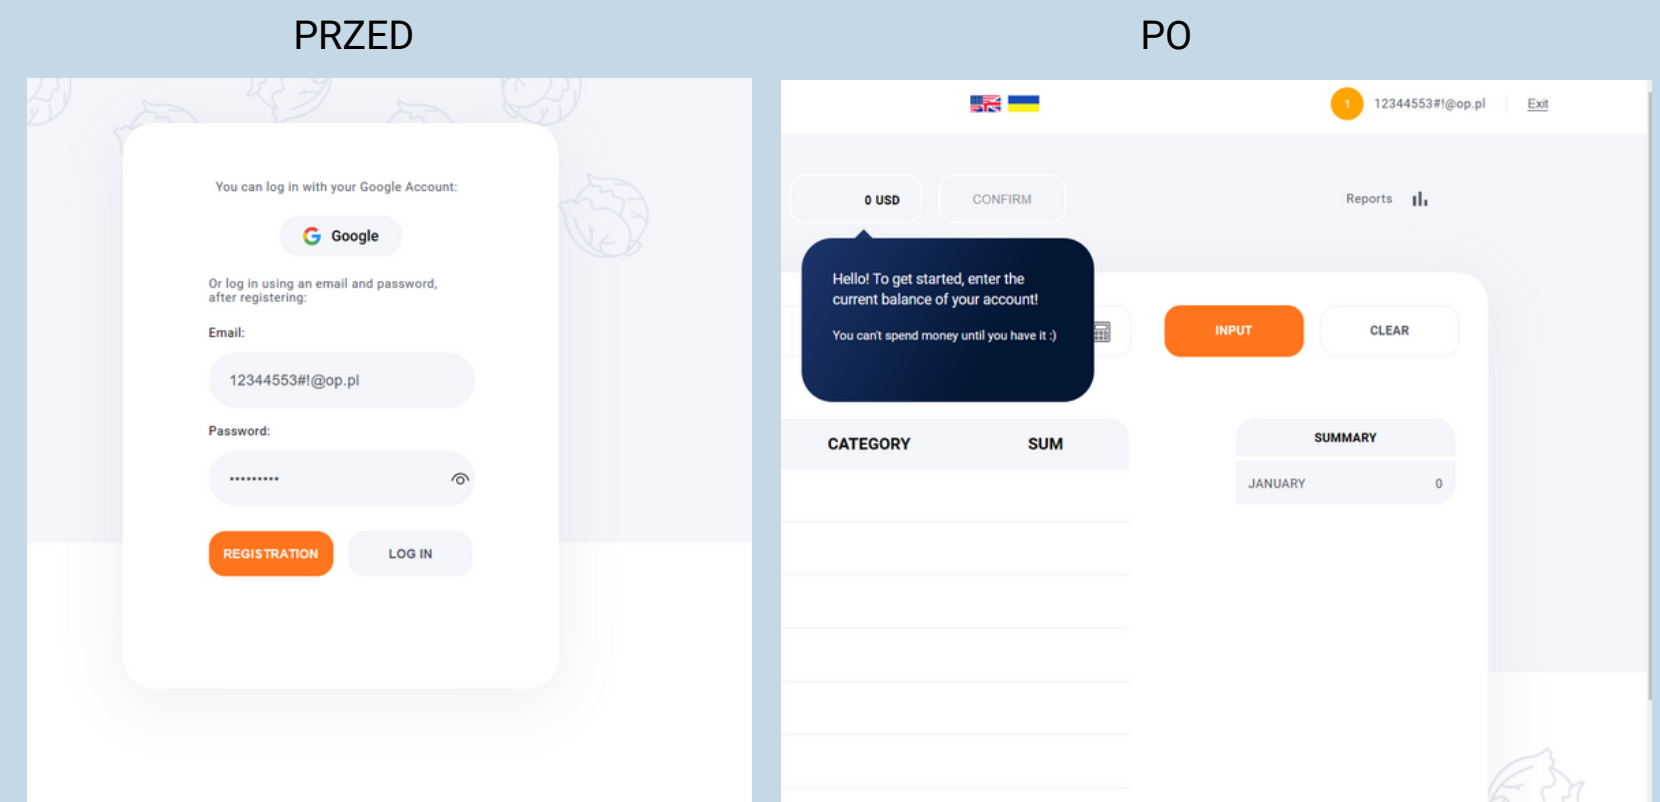 PRZED
You can log in with your Google Account:
Google
Or log in using an email and password,
after registering:
Email:
12344553#!@op.pl
Password:
•••••••••
REGISTRATION LOG IN
PO
1 12344553#!@op.pl Exit
0 USD CONFIRM Reports
Hello! To get started, enter the
current balance of your account!
You can't spend money until you have it :)
INPUT CLEAR
CATEGORY SUM
SUMMARY
JANUARY 0